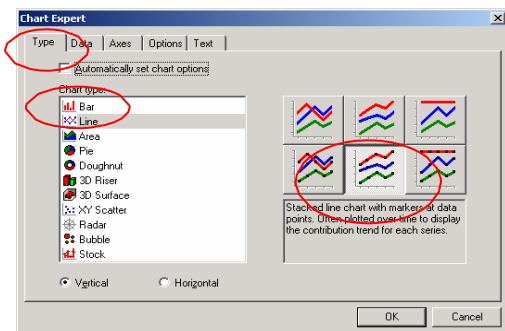 Chart Expert
Type Data Axes Options Text
Automatically set chart options
Chart type:
Bar
Line
Area
Pie
Doughnut
3D Riser
3D Surface
XY Scatter
Radar
Bubble
Stock
Stacked line chart with markers at data
points. Often plotted over time to display
the contribution trend for each series.
Vertical Horizontal
OK Cancel